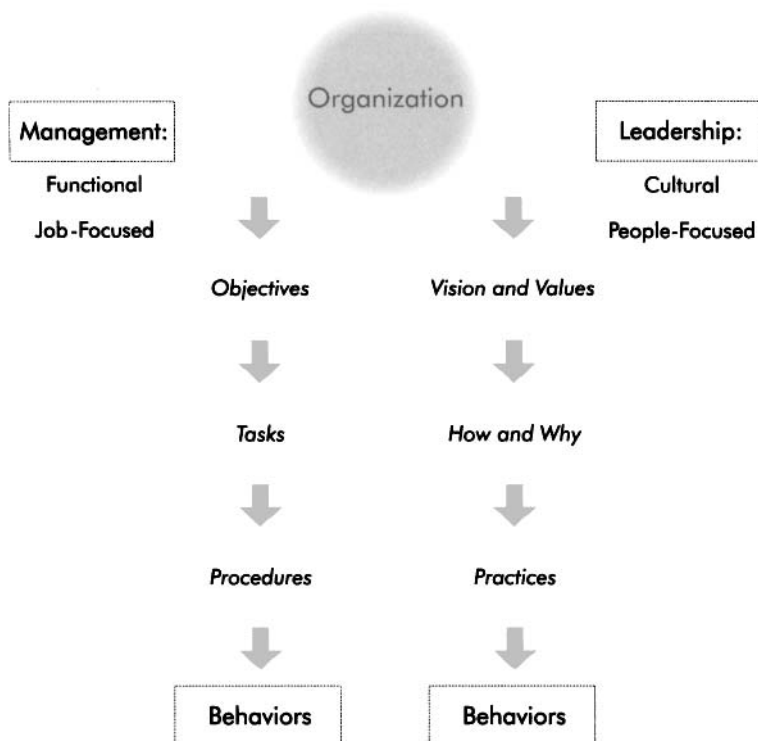 Organization
Management:
Leadership:
Functional
Cultural
Job-Focused
People-Focused
Objectives
Vision and Values
Tasks
How and Why
Procedures
Practices
Behaviors
Behaviors